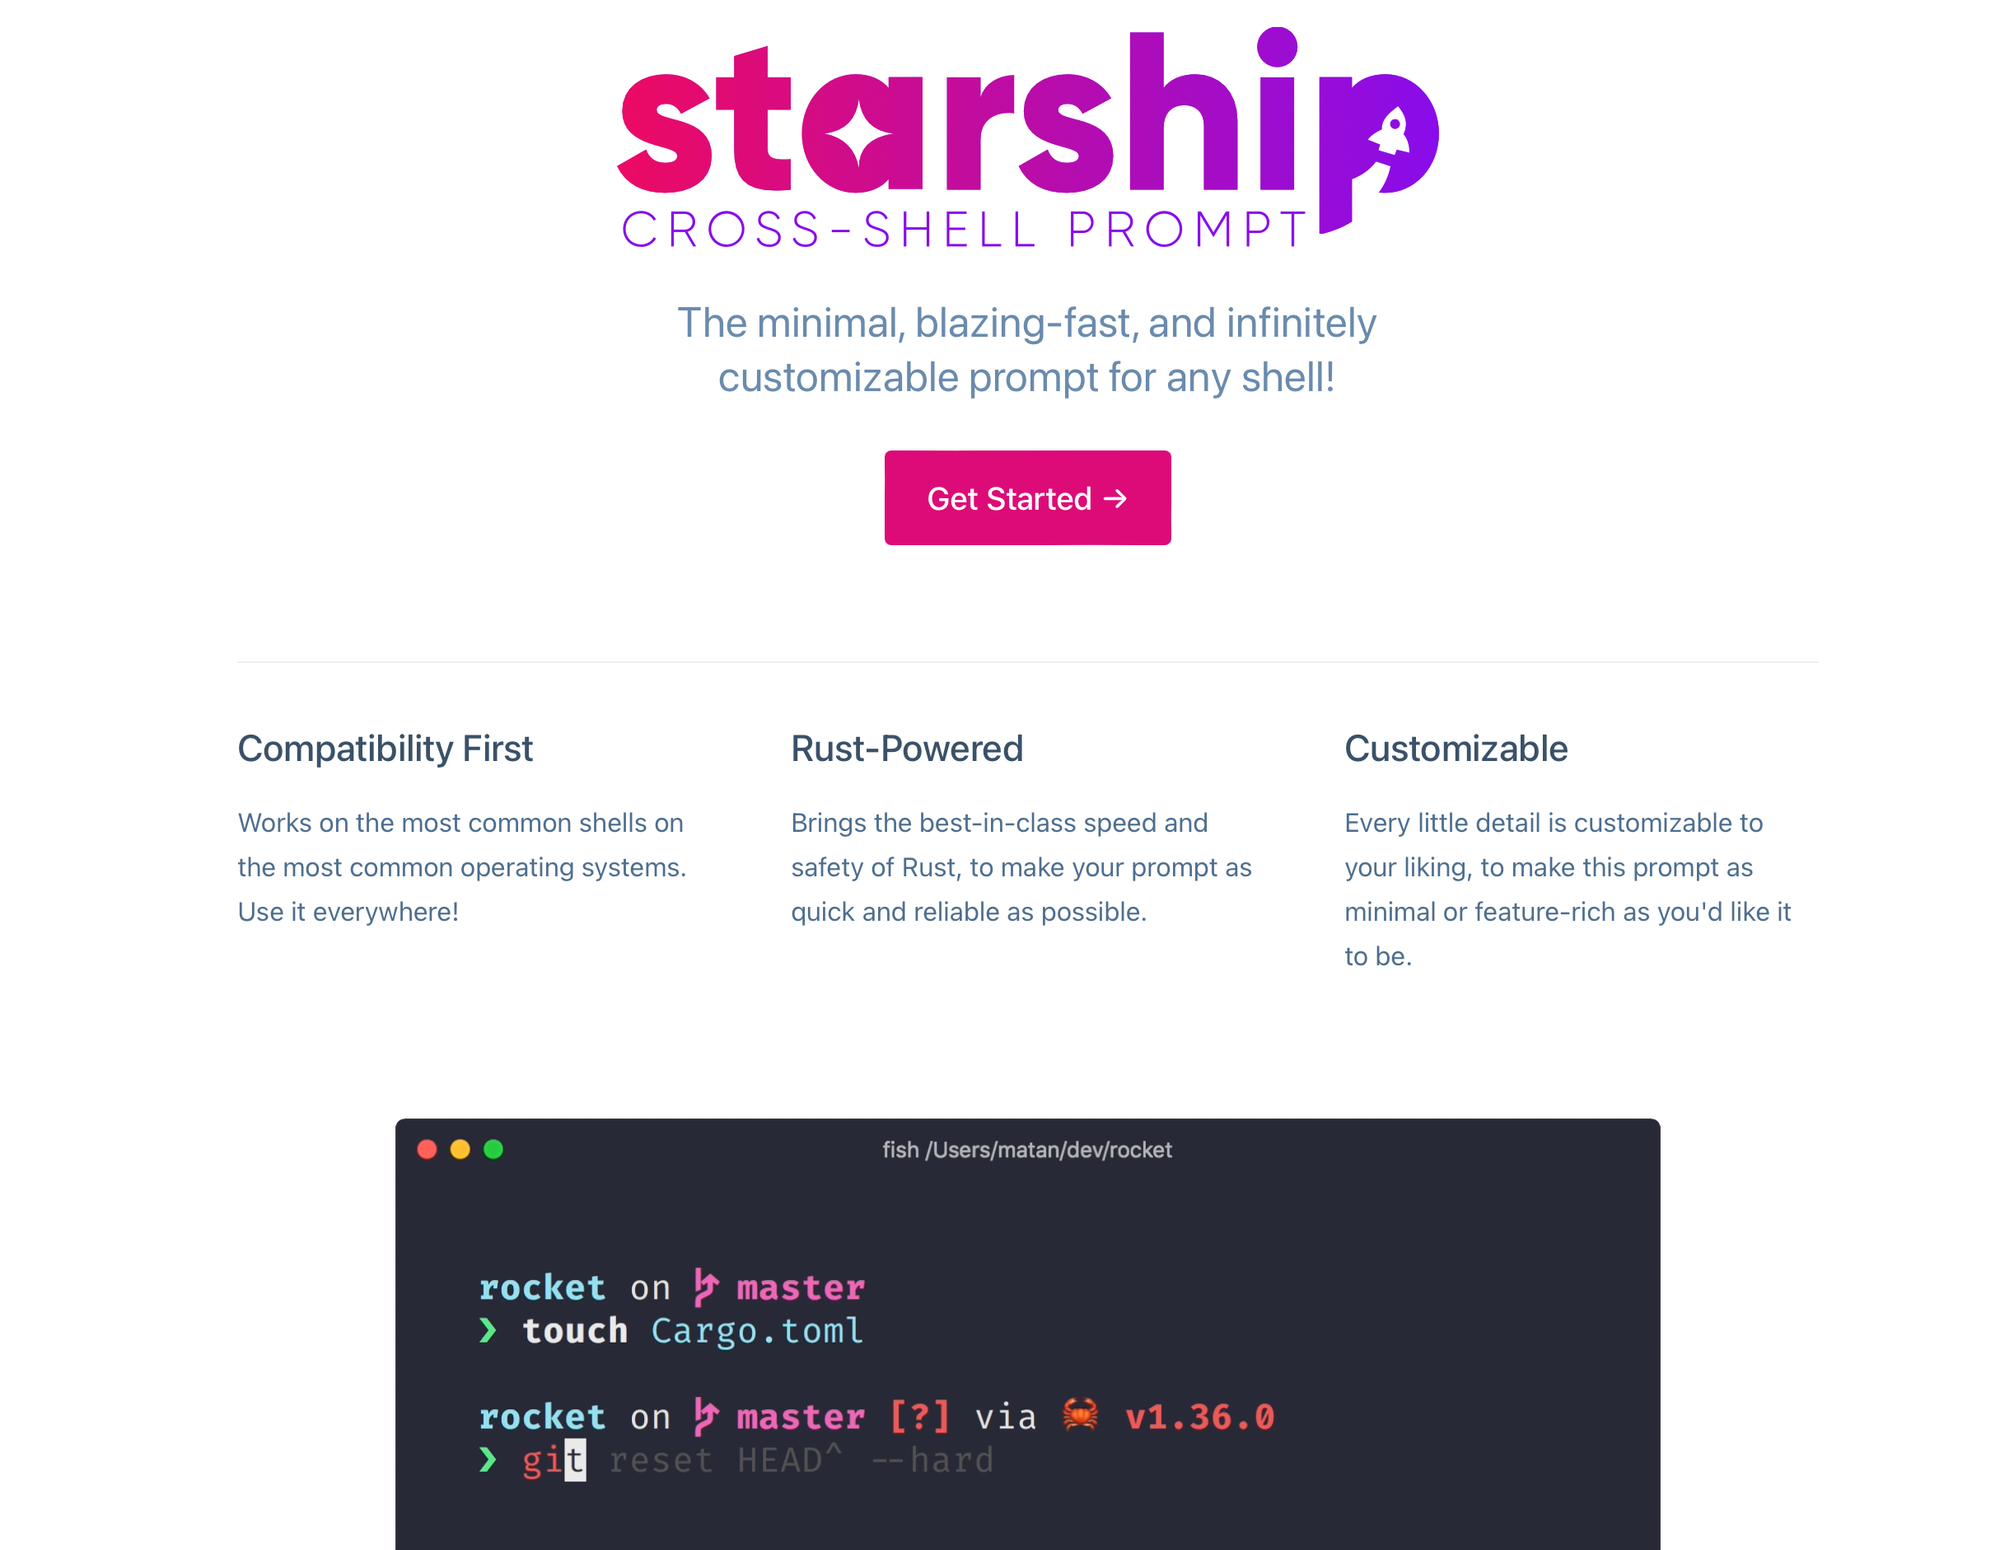 starship
CROSS-SHELL PROMPT
The minimal, blazing-fast, and infinitely
customizable prompt for any shell!
Get Started →
Compatibility First
Works on the most common shells on
the most common operating systems.
Use it everywhere!
Rust-Powered
Brings the best-in-class speed and
safety of Rust, to make your prompt as
quick and reliable as possible.
Customizable
Every little detail is customizable to
your liking, to make this prompt as
minimal or feature-rich as you'd like it
to be.
fish /Users/matan/dev/rocket
rocket on master
❯ touch Cargo.toml
rocket on master [?] via 🦀 v1.36.0
❯ git reset HEAD^ --hard